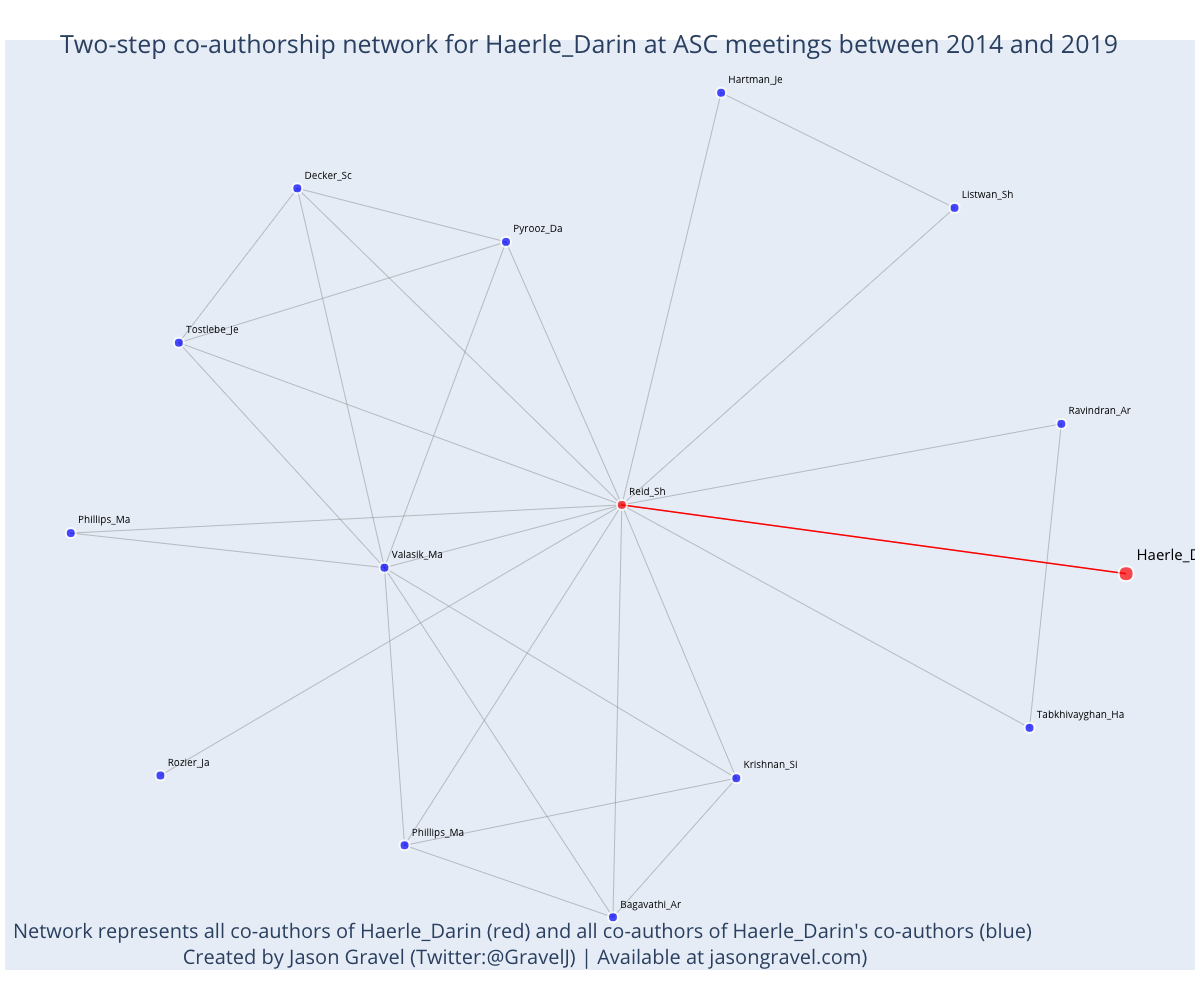 Two-step co-authorship network for Haerle_Darin at ASC meetings between 2014 and 2019
Hartman_Je
Decker_Sc
Listwan_Sh
Pyrooz_Da
Tostlebe_Je
Ravindran_Ar
Reid_Sh
Phillips_Ma
Valasik_Ma
Haerle_D
Tabkhivayghan_Ha
Rozier_Ja
Krishnan_Si
Phillips_Ma
Bagavathi_Ar
Network represents all co-authors of Haerle_Darin (red) and all co-authors of Haerle_Darin's co-authors (blue)
Created by Jason Gravel (Twitter:@GravelJ) | Available at jasongravel.com)